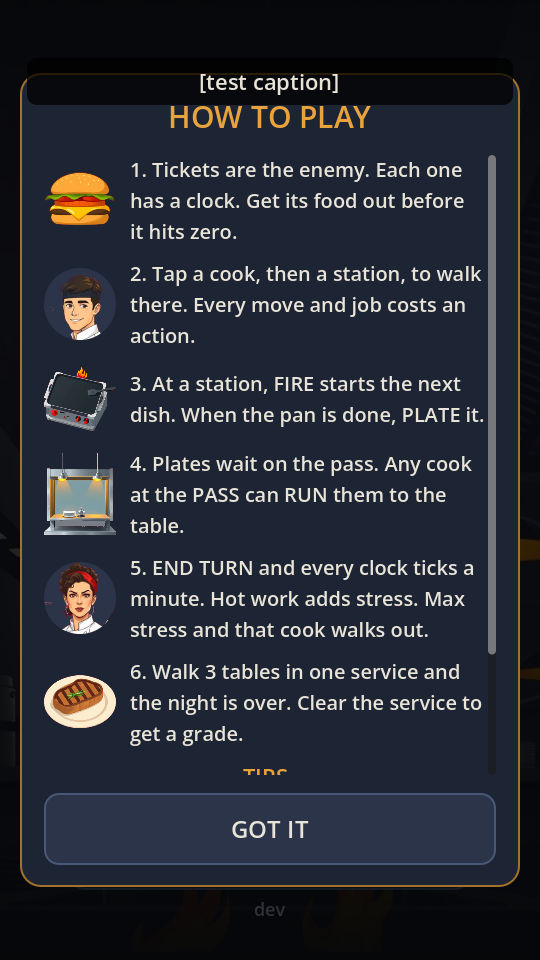 [test caption]
HOW TO PLAY
1. Tickets are the enemy. Each one
has a clock. Get its food out before
it hits zero.
2. Tap a cook, then a station, to walk
there. Every move and job costs an
action.
3. At a station, FIRE starts the next
dish. When the pan is done, PLATE it.
4. Plates wait on the pass. Any cook
at the PASS can RUN them to the
table.
5. END TURN and every clock ticks a
minute. Hot work adds stress. Max
stress and that cook walks out.
6. Walk 3 tables in one service and
the night is over. Clear the service to
get a grade.
TIPS
GOT IT
dev